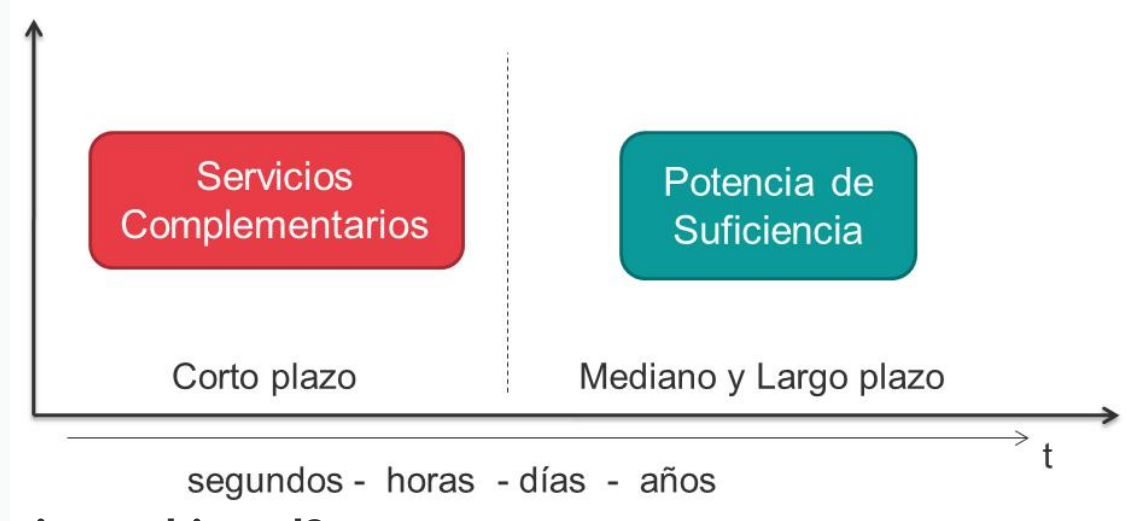 Servicios
Complementarios
Potencia de
Suficiencia
Corto plazo
Mediano y Largo plazo
t
segundos - horas - días - años